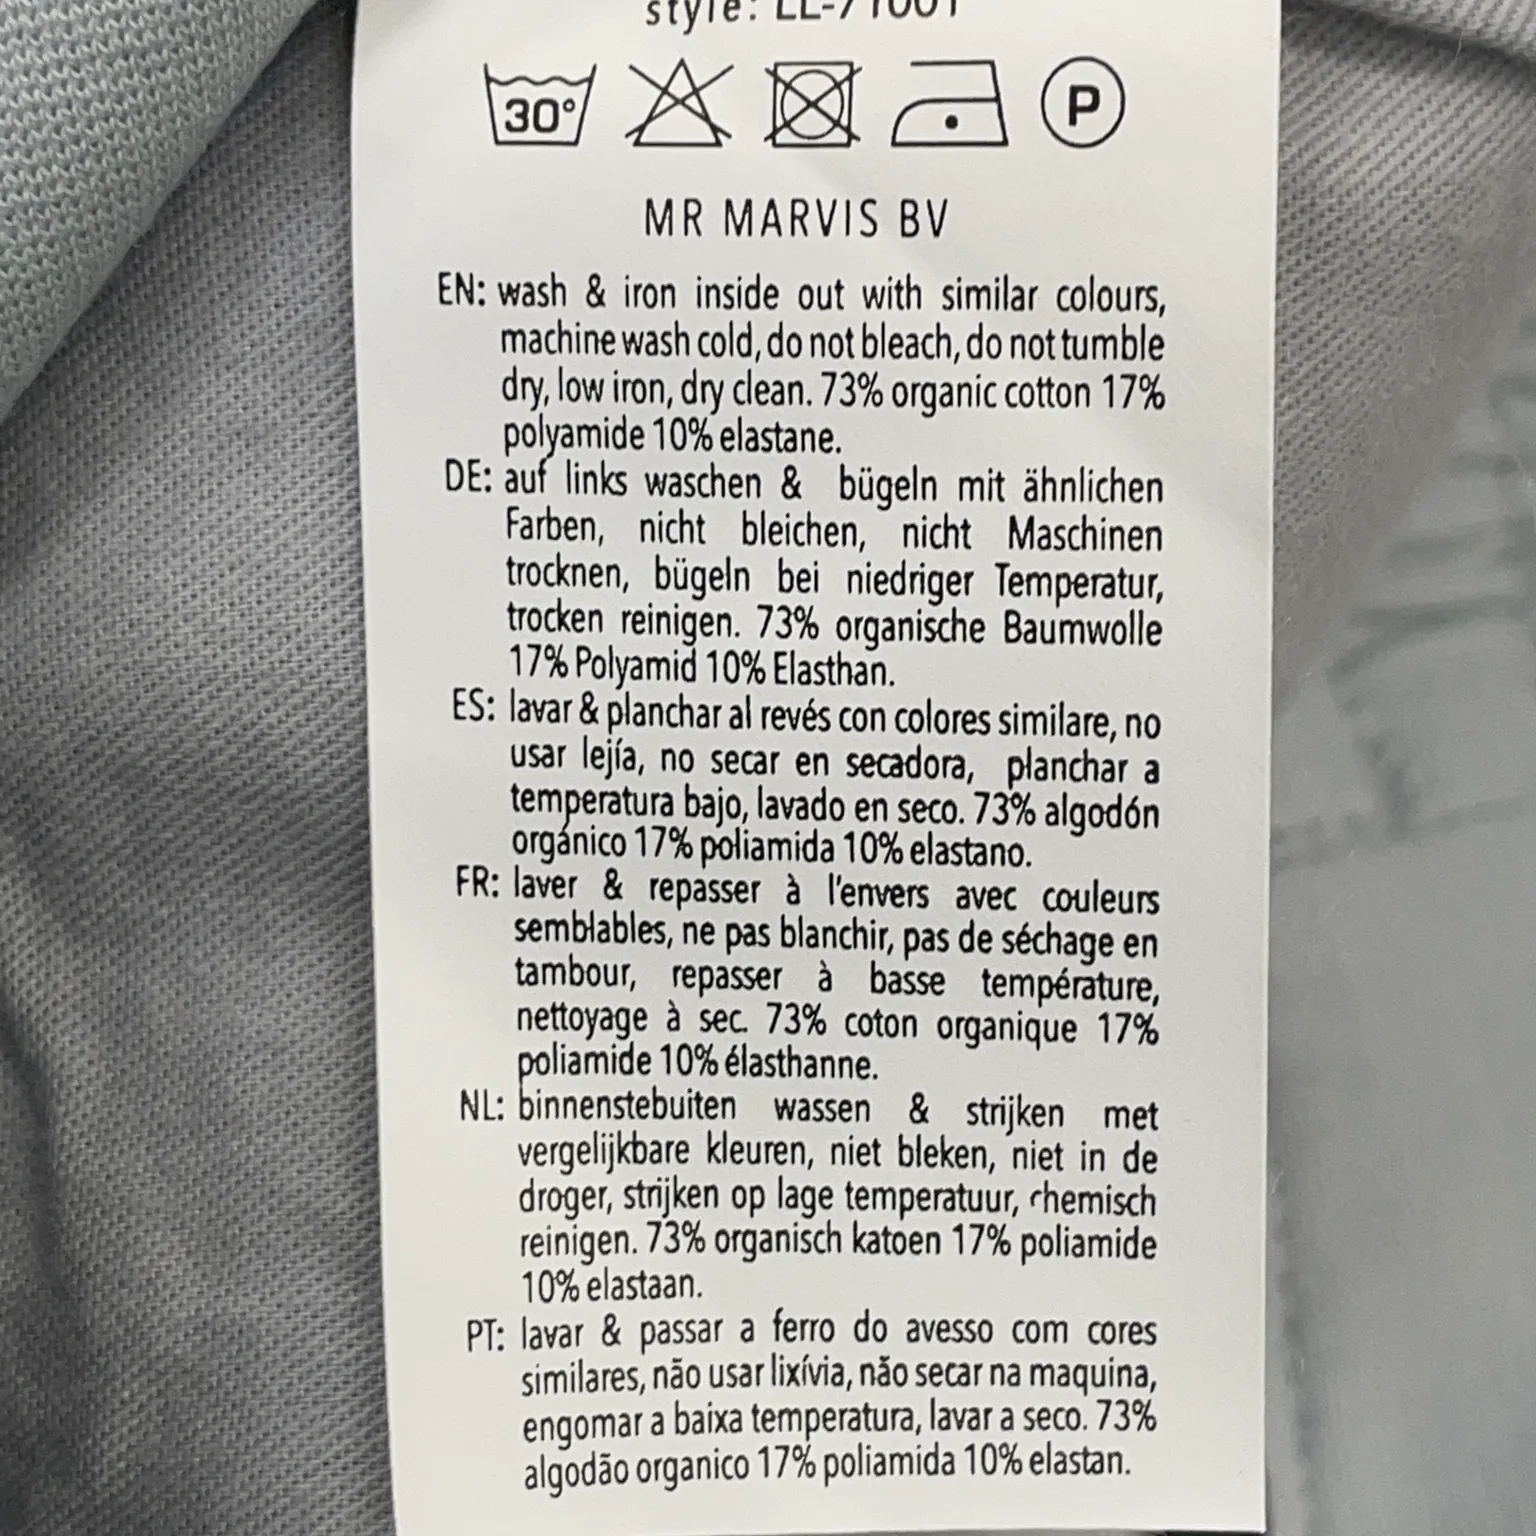 style: LL-71001
30°
P
MR MARVIS BV
EN: wash & iron inside out with similar colours,
machine wash cold, do not bleach, do not tumble
dry, low iron, dry clean. 73% organic cotton 17%
polyamide 10% elastane.
DE: auf links waschen & bügeln mit ähnlichen
Farben, nicht bleichen, nicht Maschinen
trocknen, bügeln bei niedriger Temperatur,
trocken reinigen. 73% organische Baumwolle
17% Polyamid 10% Elasthan.
ES: lavar & planchar al revés con colores similare, no
usar lejía, no secar en secadora, planchar a
temperatura bajo, lavado en seco. 73% algodón
orgánico 17% poliamida 10% elastano.
FR: laver & repasser à l'envers avec couleurs
semblables, ne pas blanchir, pas de séchage en
tambour, repasser à basse température,
nettoyage à sec. 73% coton organique 17%
poliamide 10% élasthanne.
NL: binnenstebuiten wassen & strijken met
vergelijkbare kleuren, niet bleken, niet in de
droger, strijken op lage temperatuur, chemisch
reinigen. 73% organisch katoen 17% poliamide
10% elastaan.
PT: lavar & passar a ferro do avesso com cores
similares, não usar lixívia, não secar na maquina,
engomar a baixa temperatura, lavar a seco. 73%
algodão organico 17% poliamida 10% elastan.